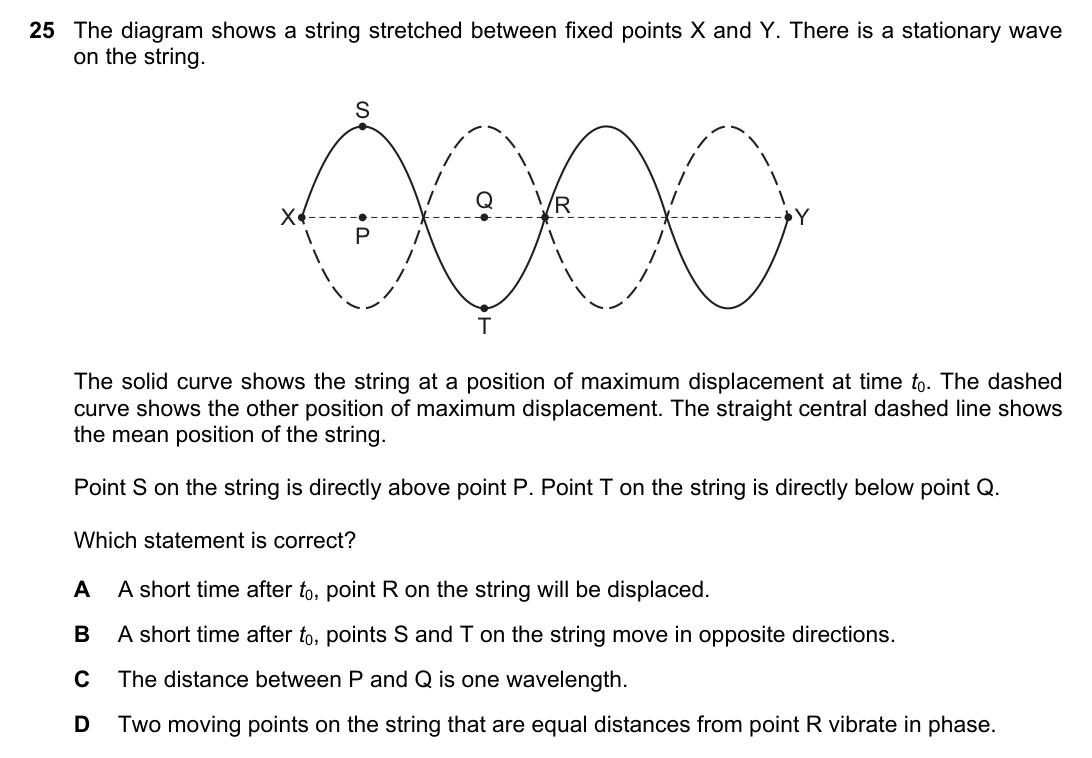 25 The diagram shows a string stretched between fixed points X and Y. There is a stationary wave
on the string.
S
Q
R
X
Y
P
T
The solid curve shows the string at a position of maximum displacement at time t₀. The dashed
curve shows the other position of maximum displacement. The straight central dashed line shows
the mean position of the string.
Point S on the string is directly above point P. Point T on the string is directly below point Q.
Which statement is correct?
A A short time after t₀, point R on the string will be displaced.
B A short time after t₀, points S and T on the string move in opposite directions.
C The distance between P and Q is one wavelength.
D Two moving points on the string that are equal distances from point R vibrate in phase.